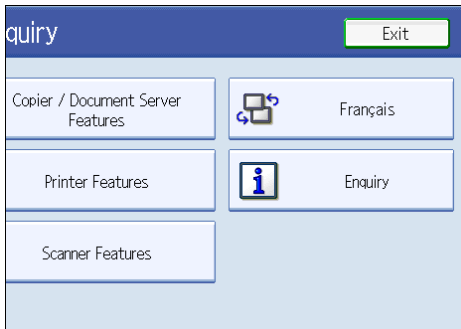 quiry
Exit
Copier / Document Server
Features
Français
Printer Features
Enquiry
Scanner Features